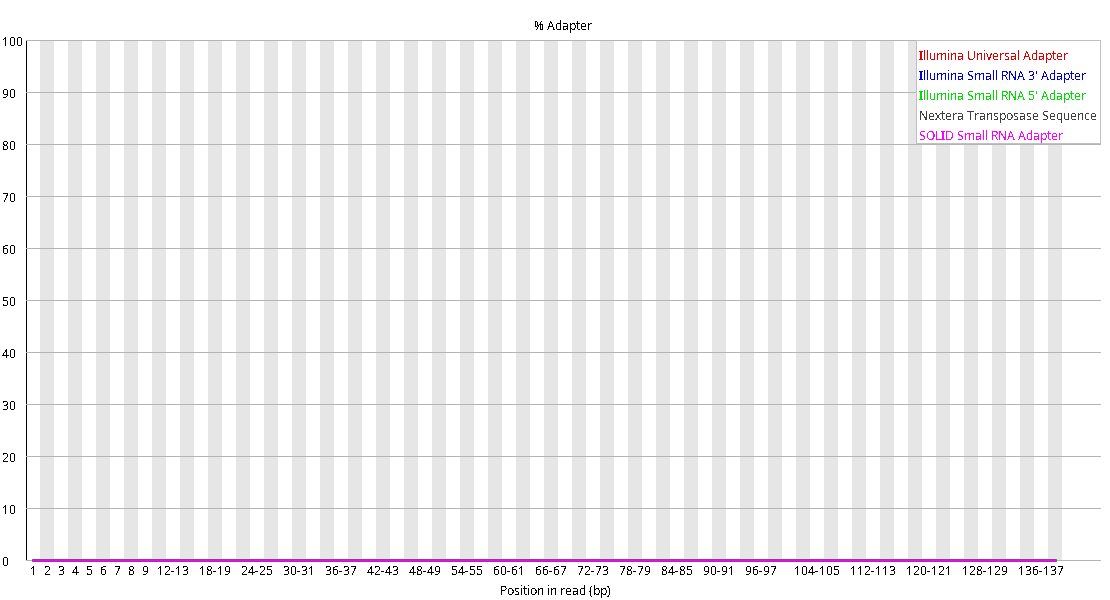 % Adapter
100
90
80
70
60
50
40
30
20
10
0
Illumina Universal Adapter
Illumina Small RNA 3' Adapter
Illumina Small RNA 5' Adapter
Nextera Transposase Sequence
SOLID Small RNA Adapter
1 2 3 4 5 6 7 8 9 12-13 18-19 24-25 30-31 36-37 42-43 48-49 54-55 60-61 66-67 72-73 78-79 84-85 90-91 96-97 104-105 112-113 120-121 128-129 136-137
Position in read (bp)